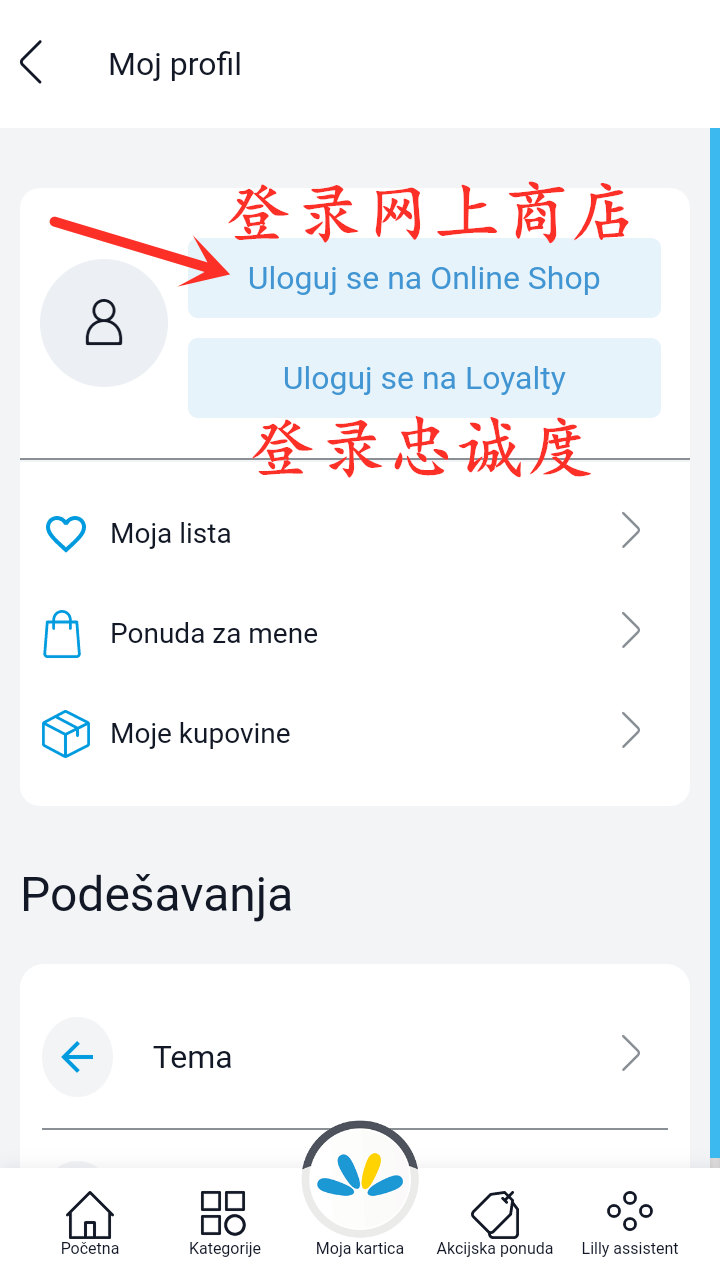 Moj profil
登录网上商店
Uloguj se na Online Shop
Uloguj se na Loyalty
登录忠诚度
Moja lista
Ponuda za mene
Moje kupovine
Podešavanja
Tema
Početna
Kategorije
Moja kartica
Akcijska ponuda
Lilly assistent